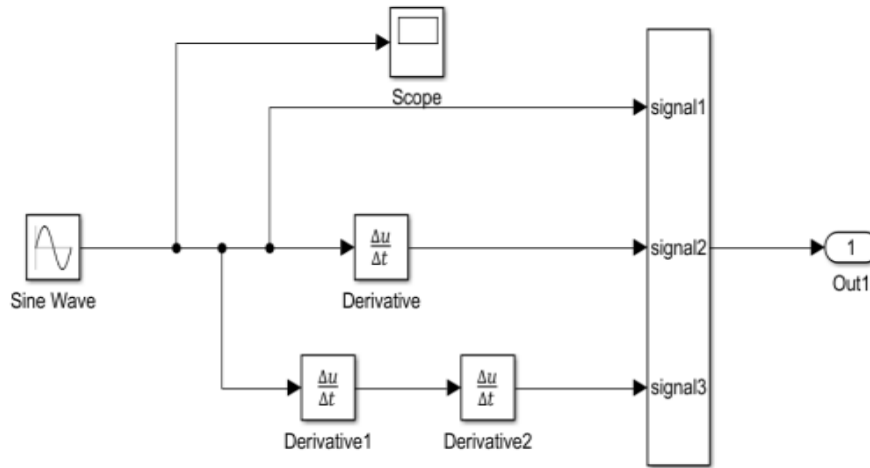 Scope
signal1
Sine Wave
Δu
Δt
Derivative
signal2
1
Out1
Δu
Δt
Derivative1
Δu
Δt
Derivative2
signal3